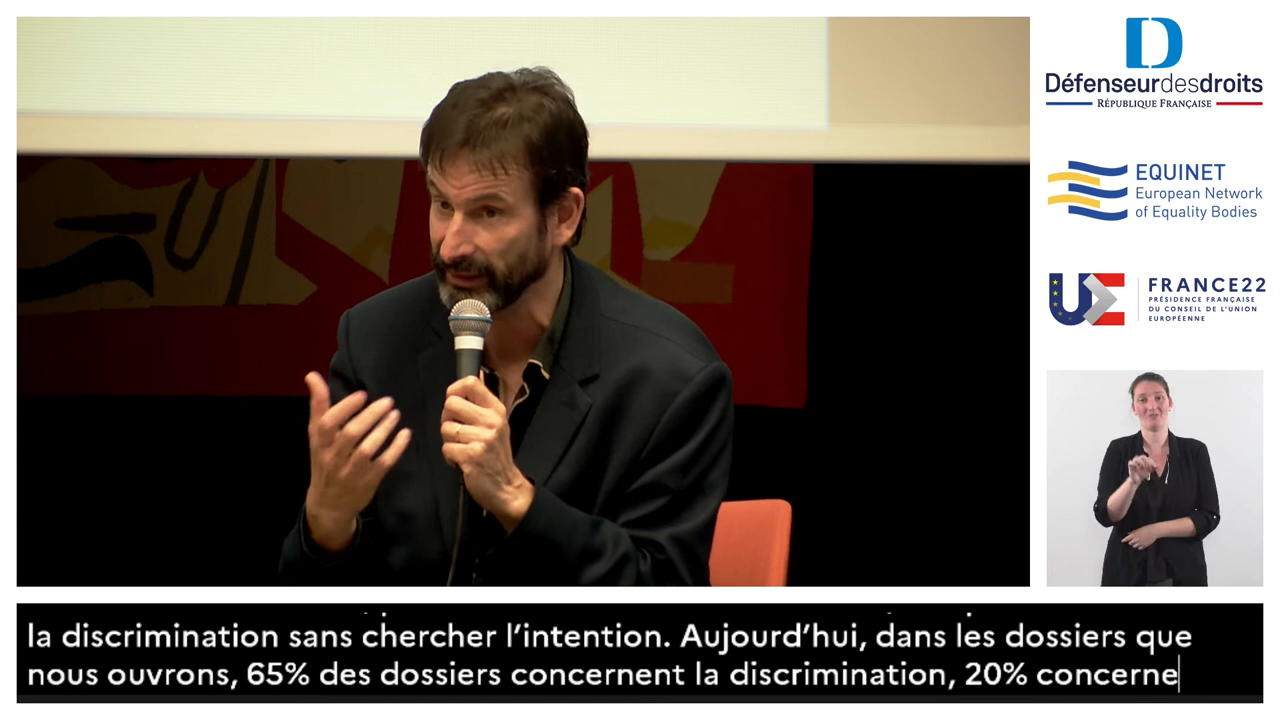 Défenseurdesdroits
RÉPUBLIQUE FRANÇAISE
EQUINET
European Network
of Equality Bodies
UE
FRANCE22
PRÉSIDENCE FRANÇAISE
DU CONSEIL DE L'UNION
EUROPÉENNE
la discrimination sans chercher l'intention. Aujourd'hui, dans les dossiers que
nous ouvrons, 65% des dossiers concernent la discrimination, 20% concerne